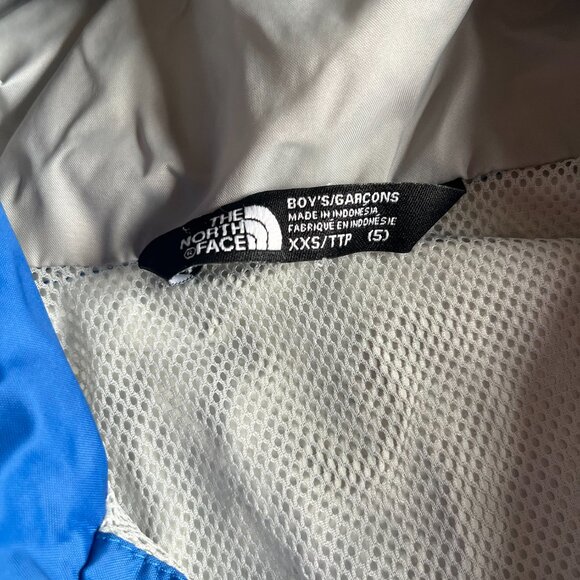 THE
NORTH
FACE
BOY'S/GARÇONS
MADE IN INDONESIA
FABRIQUÉ EN INDONÉSIE
XXS/TTP (5)